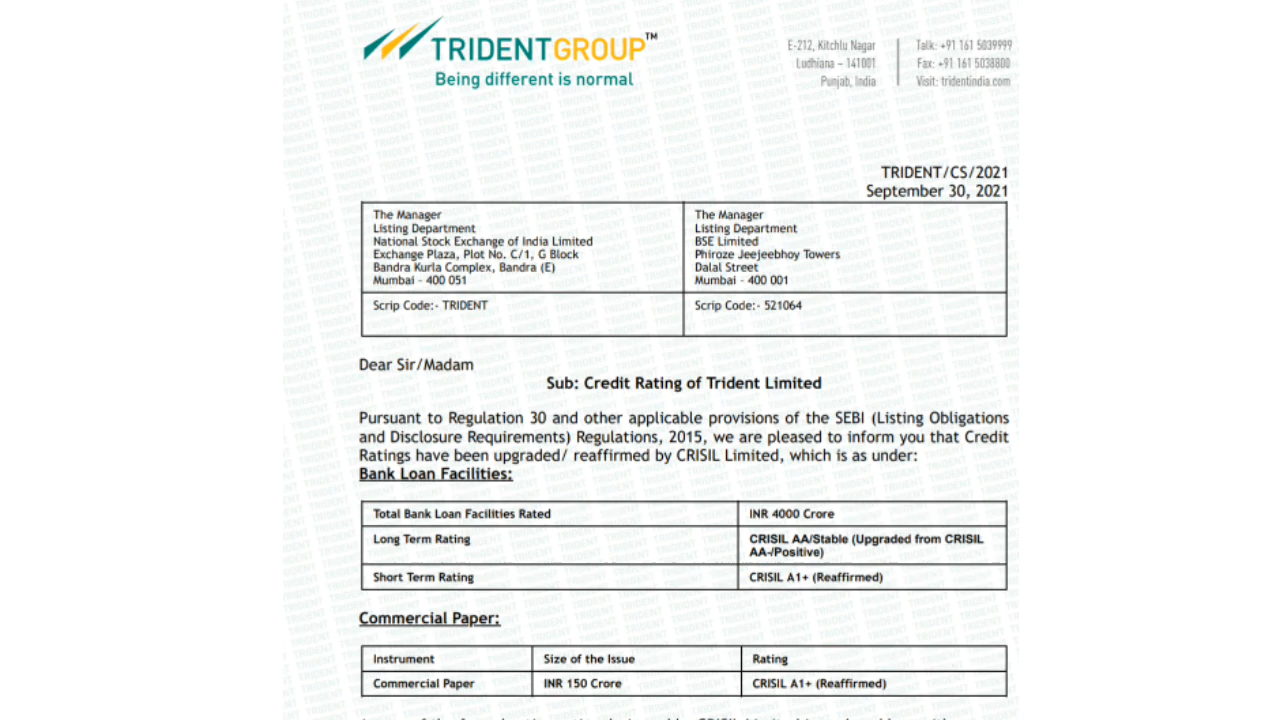 TRIDENTGROUP™
Being different is normal
E-212, Kitchlu Nagar
Ludhiana – 141001
Punjab, India
Talk: +91 161 5039999
Fax: +91 161 5038800
Visit: tridentindia.com
TRIDENT/CS/2021
September 30, 2021
The Manager
Listing Department
National Stock Exchange of India Limited
Exchange Plaza, Plot No. C/1, G Block
Bandra Kurla Complex, Bandra (E)
Mumbai - 400 051
The Manager
Listing Department
BSE Limited
Phiroze Jeejeebhoy Towers
Dalal Street
Mumbai - 400 001
Scrip Code:- TRIDENT
Scrip Code:- 521064
Dear Sir/Madam
Sub: Credit Rating of Trident Limited
Pursuant to Regulation 30 and other applicable provisions of the SEBI (Listing Obligations
and Disclosure Requirements) Regulations, 2015, we are pleased to inform you that Credit
Ratings have been upgraded/ reaffirmed by CRISIL Limited, which is as under:
Bank Loan Facilities:
Total Bank Loan Facilities Rated
INR 4000 Crore
Long Term Rating
CRISIL AA/Stable (Upgraded from CRISIL
AA-/Positive)
Short Term Rating
CRISIL A1+ (Reaffirmed)
Commercial Paper:
Instrument
Size of the Issue
Rating
Commercial Paper
INR 150 Crore
CRISIL A1+ (Reaffirmed)